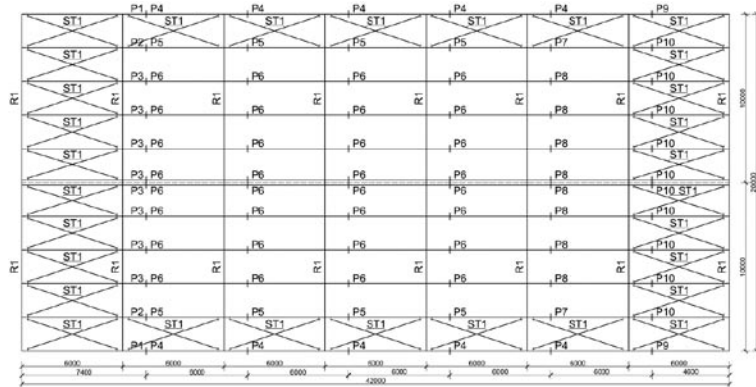 P1 P4 P4 P4 P4 P4 P9
ST1 ST1 ST1 ST1 ST1 ST1 ST1
P2 P5 P5 P5 P5 P7 P10
ST1 ST1
P3 P6 P6 P6 P6 P8 P10
R1 R1 R1 R1 R1 R1 R1 R1
ST1 ST1
10000
P3 P6 P6 P6 P6 P8 P10
ST1 ST1
P3 P6 P6 P6 P6 P8 P10
ST1 ST1
P3 P6 P6 P6 P6 P8 P10
20000
ST1 P3 P6 P6 P6 P6 P8 P10 ST1
P3 P6 P6 P6 P6 P8 P10
ST1 ST1
P3 P6 P6 P6 P6 P8 P10
R1 R1 R1 R1 R1 R1 R1 R1
ST1 ST1
10000
P3 P6 P6 P6 P6 P8 P10
ST1 ST1
P2 P5 P5 P5 P5 P7 P10
ST1 ST1 ST1 ST1 ST1 ST1 ST1
P1 P4 P4 P4 P4 P4 P9
6000 6000 6000 6000 6000 6000 6000
7400 6000 6000 6000 6000
42000